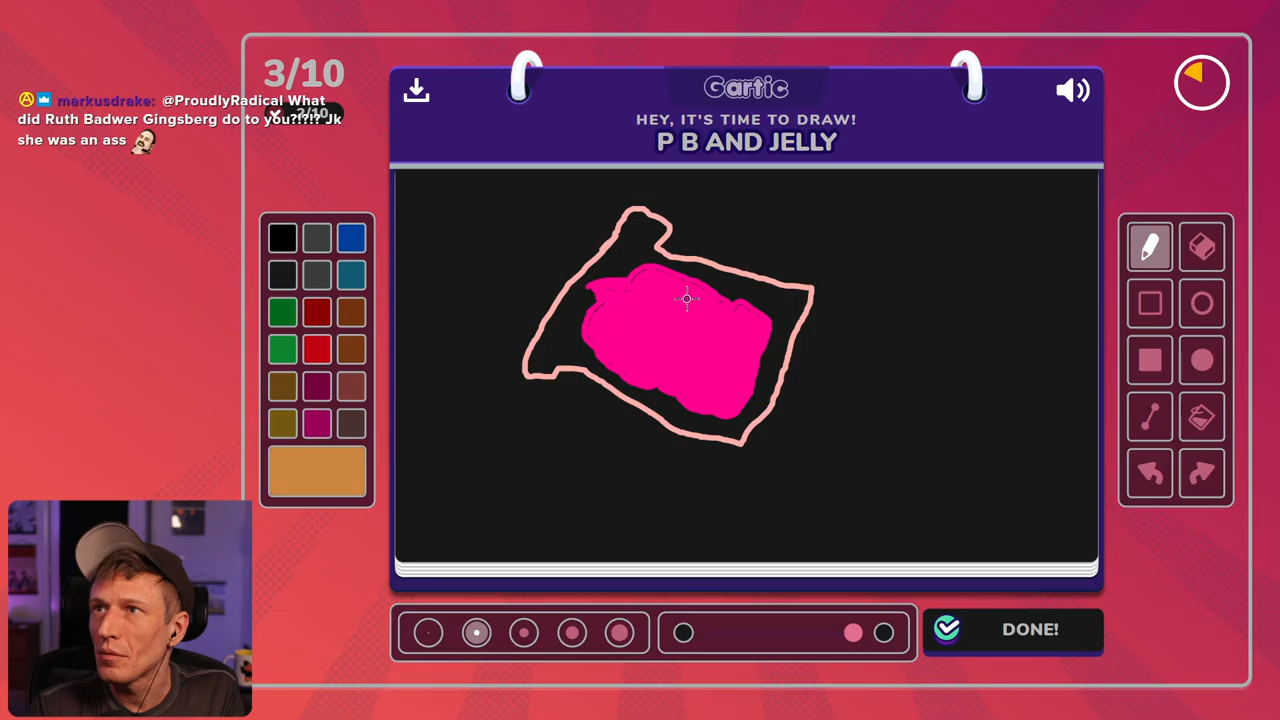 3/10
markusdrake: @ProudlyRadical What
did Ruth Badwer Gingsberg do to you?!?!? Jk
she was an ass
Gartic
HEY, IT'S TIME TO DRAW!
P B AND JELLY
DONE!